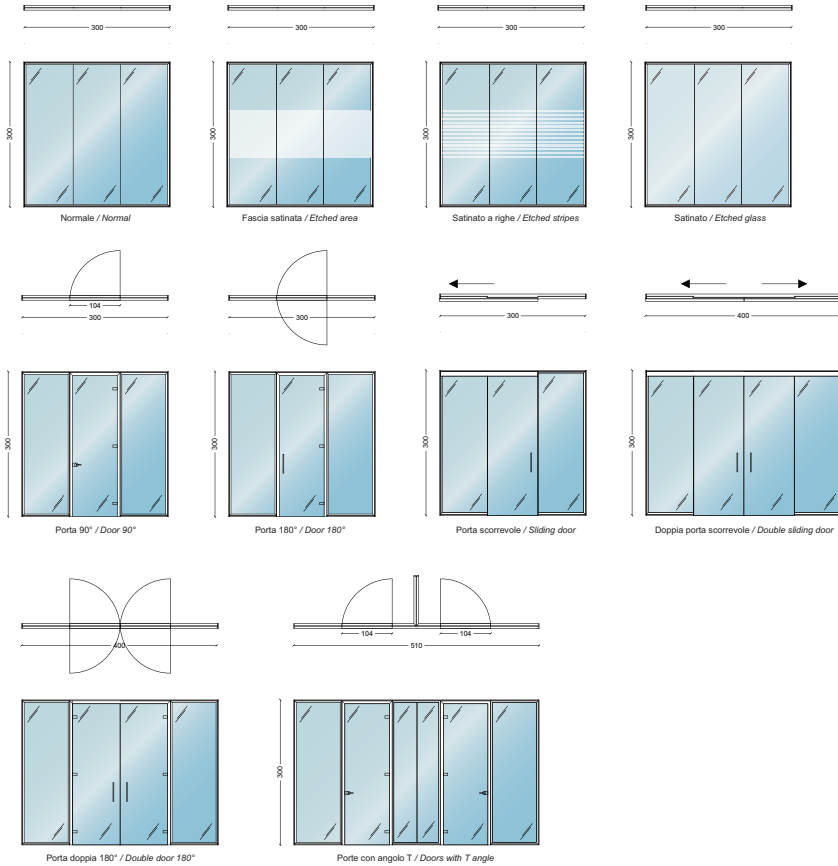 300 300 300 300
300 300 300 300
Normale / Normal
Fascia satinata / Etched area
Satinato a righe / Etched stripes
Satinato / Etched glass
104
300 300 300 400
300 300 300 300
Porta 90° / Door 90°
Porta 180° / Door 180°
Porta scorrevole / Sliding door
Doppia porta scorrevole / Double sliding door
104 104
400 510
300
Porta doppia 180° / Double door 180°
Porte con angolo T / Doors with T angle